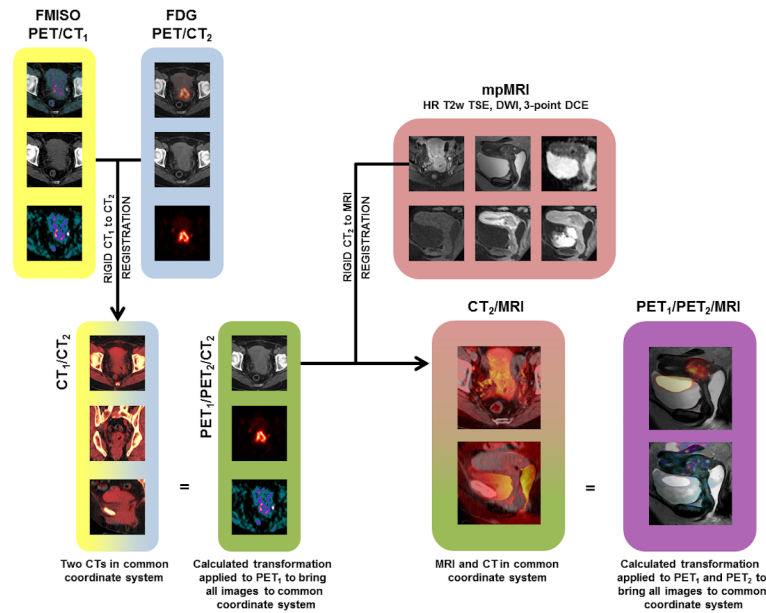 FMISO
PET/CT₁
FDG
PET/CT₂
mpMRI
HR T2w TSE, DWI, 3-point DCE
RIGID CT₁ to CT₂
REGISTRATION
RIGID CT₂ to MRI
REGISTRATION
CT₁/CT₂
PET₁/PET₂/CT₂
CT₂/MRI
PET₁/PET₂/MRI
=
=
Two CTs in common
coordinate system
Calculated transformation
applied to PET₁ to bring
all images to common
coordinate system
MRI and CT in common
coordinate system
Calculated transformation
applied to PET₁ and PET₂ to
bring all images to common
coordinate system